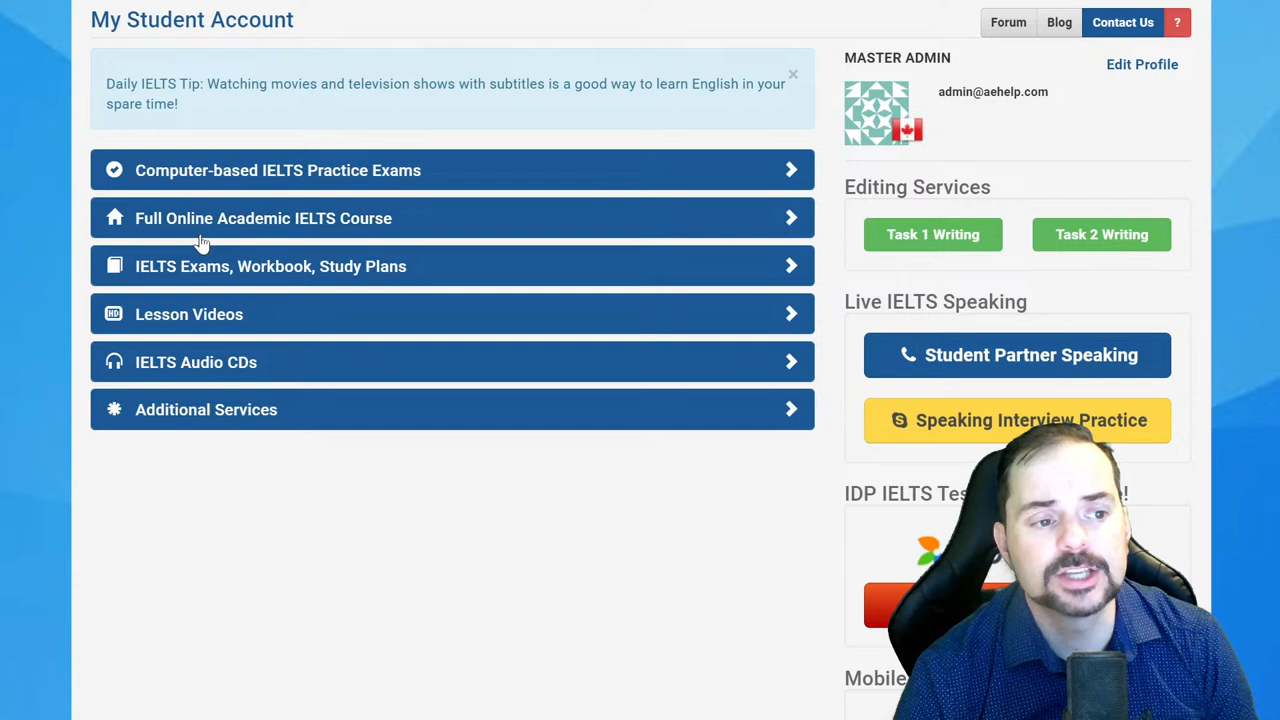 My Student Account
Forum
Blog
Contact Us
?
Daily IELTS Tip: Watching movies and television shows with subtitles is a good way to learn English in your
spare time!
×
Computer-based IELTS Practice Exams
Full Online Academic IELTS Course
IELTS Exams, Workbook, Study Plans
HD
Lesson Videos
IELTS Audio CDs
Additional Services
MASTER ADMIN
Edit Profile
admin@aehelp.com
Editing Services
Task 1 Writing
Task 2 Writing
Live IELTS Speaking
Student Partner Speaking
Speaking Interview Practice
IDP IELTS
Mobile